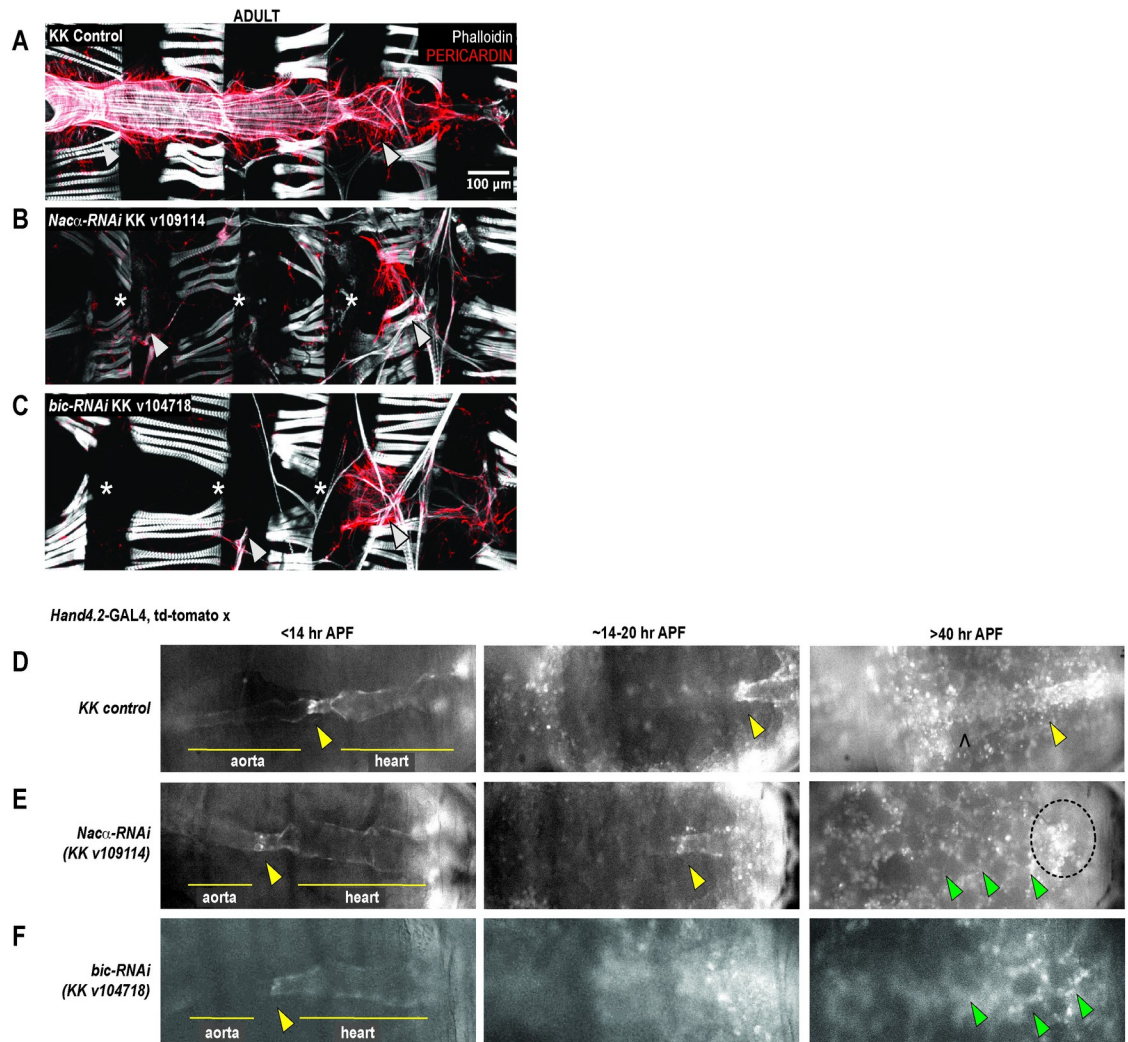 ADULT
A
KK Control
Phalloidin
PERICARDIN
100 µm
B
Nacα-RNAi KK v109114
*
*
*
C
bic-RNAi KK v104718
*
*
*
Hand4.2-GAL4, td-tomato x
<14 hr APF
~14-20 hr APF
>40 hr APF
D
KK control
aorta
heart
^
E
Nacα-RNAi
(KK v109114)
aorta
heart
F
bic-RNAi
(KK v104718)
aorta
heart